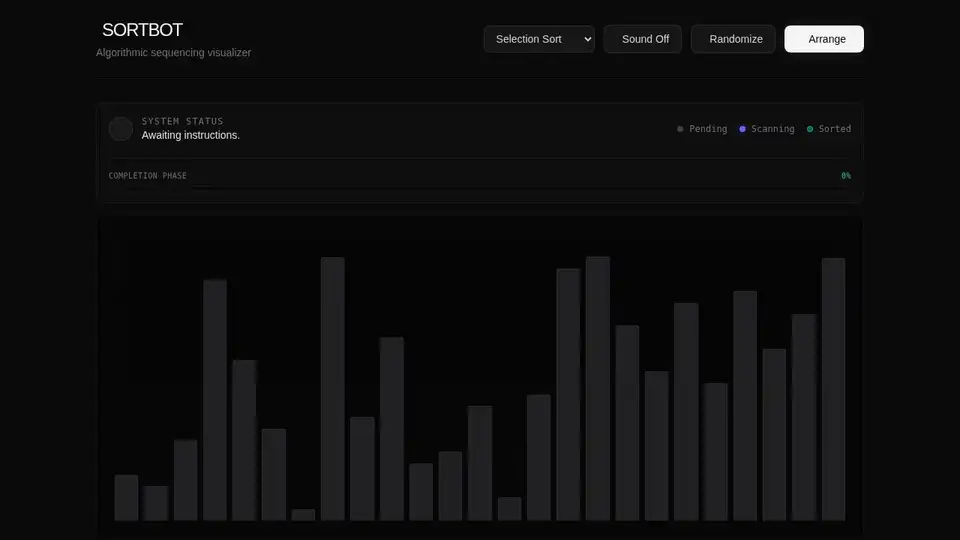 SORTBOT
Algorithmic sequencing visualizer
Selection Sort
Sound Off
Randomize
Arrange
SYSTEM STATUS
Awaiting instructions.
Pending
Scanning
Sorted
COMPLETION PHASE
0%